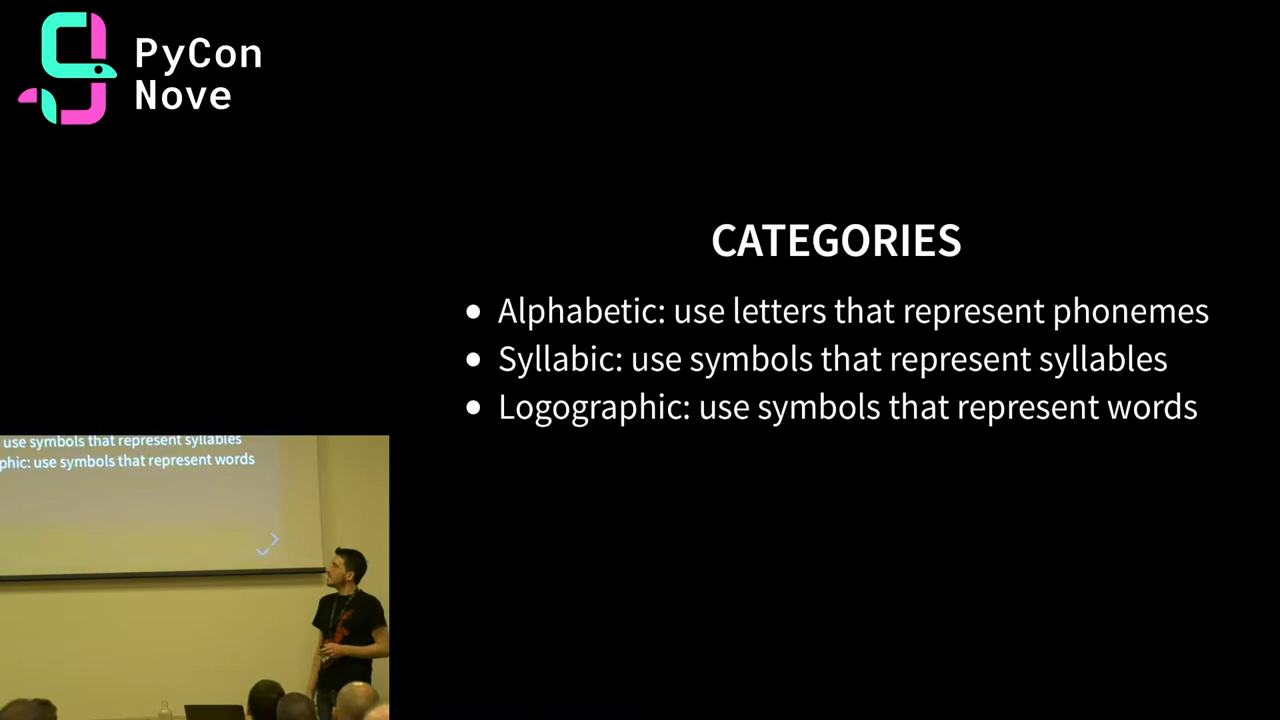 PyCon
Nove
CATEGORIES
Alphabetic: use letters that represent phonemes
Syllabic: use symbols that represent syllables
Logographic: use symbols that represent words
use symbols that represent syllables
phic: use symbols that represent words